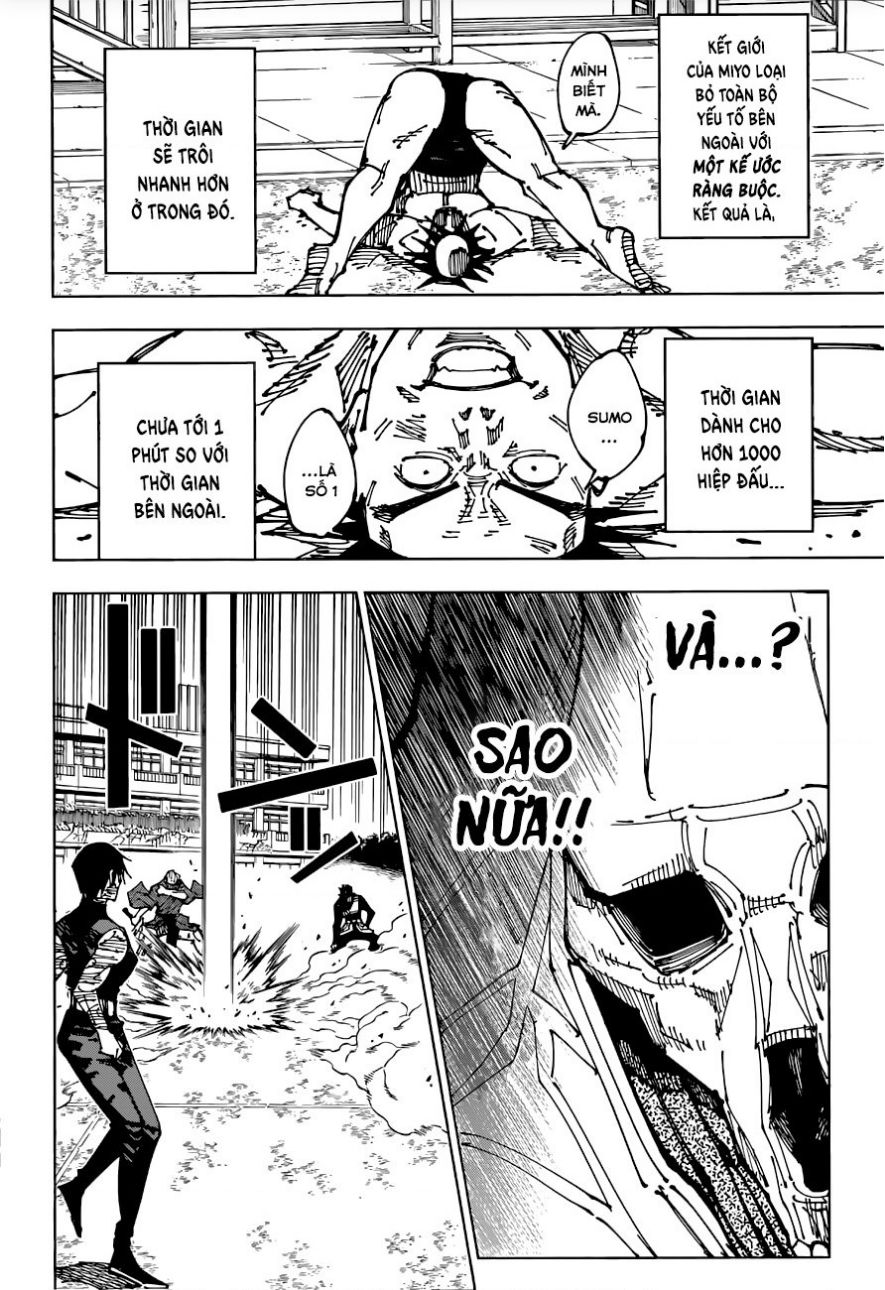 KẾT GIỚI
CỦA MIYO LOẠI
BỎ TOÀN BỘ
YẾU TỐ BÊN
NGOÀI VỚI
MỘT KẾ ƯỚC
RÀNG BUỘC.
KẾT QUẢ LÀ,
MÌNH
BIẾT
MÀ.
THỜI GIAN
SẼ TRÔI
NHANH HƠN
Ở TRONG ĐÓ.
THỜI GIAN
DÀNH CHO
HƠN 1000
HIỆP ĐẤU...
SUMO
...
...LÀ
SỐ 1
CHƯA TỚI 1
PHÚT SO VỚI
THỜI GIAN
BÊN NGOÀI.
VÀ...?
SAO
NỮA!!